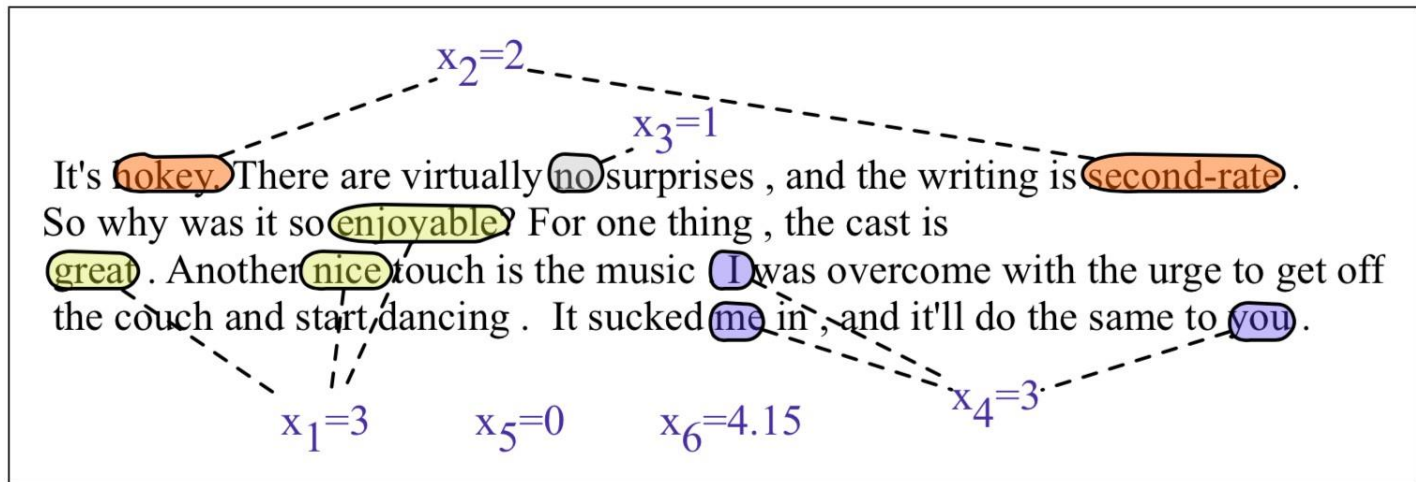 x2=2
x3=1
It's hokey. There are virtually no surprises , and the writing is second-rate .
So why was it so enjoyable? For one thing , the cast is
great . Another nice touch is the music I was overcome with the urge to get off
the couch and start dancing . It sucked me in , and it'll do the same to you .
x4=3
x1=3 x5=0 x6=4.15